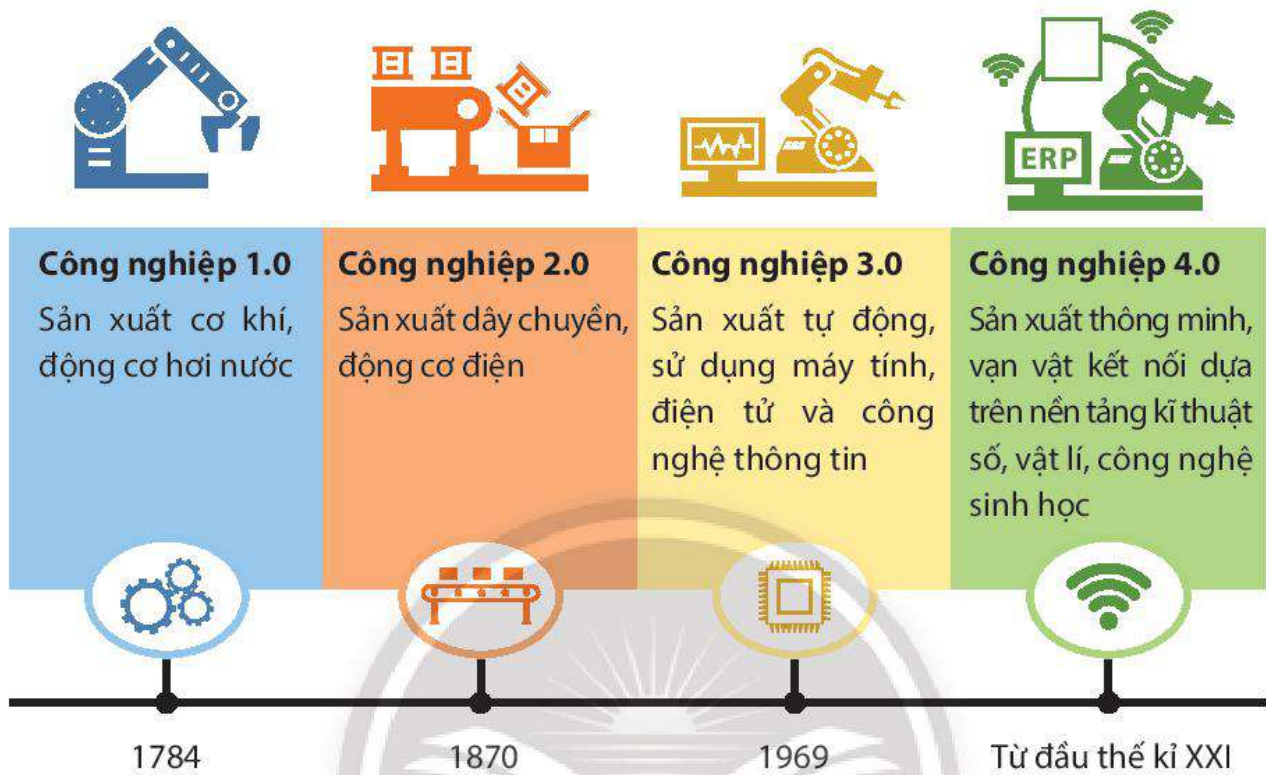 ERP
Công nghiệp 1.0
Sản xuất cơ khí,
động cơ hơi nước
Công nghiệp 2.0
Sản xuất dây chuyền,
động cơ điện
Công nghiệp 3.0
Sản xuất tự động,
sử dụng máy tính,
điện tử và công
nghệ thông tin
Công nghiệp 4.0
Sản xuất thông minh,
vạn vật kết nối dựa
trên nền tảng kĩ thuật
số, vật lí, công nghệ
sinh học
1784
1870
1969
Từ đầu thế kỉ XXI